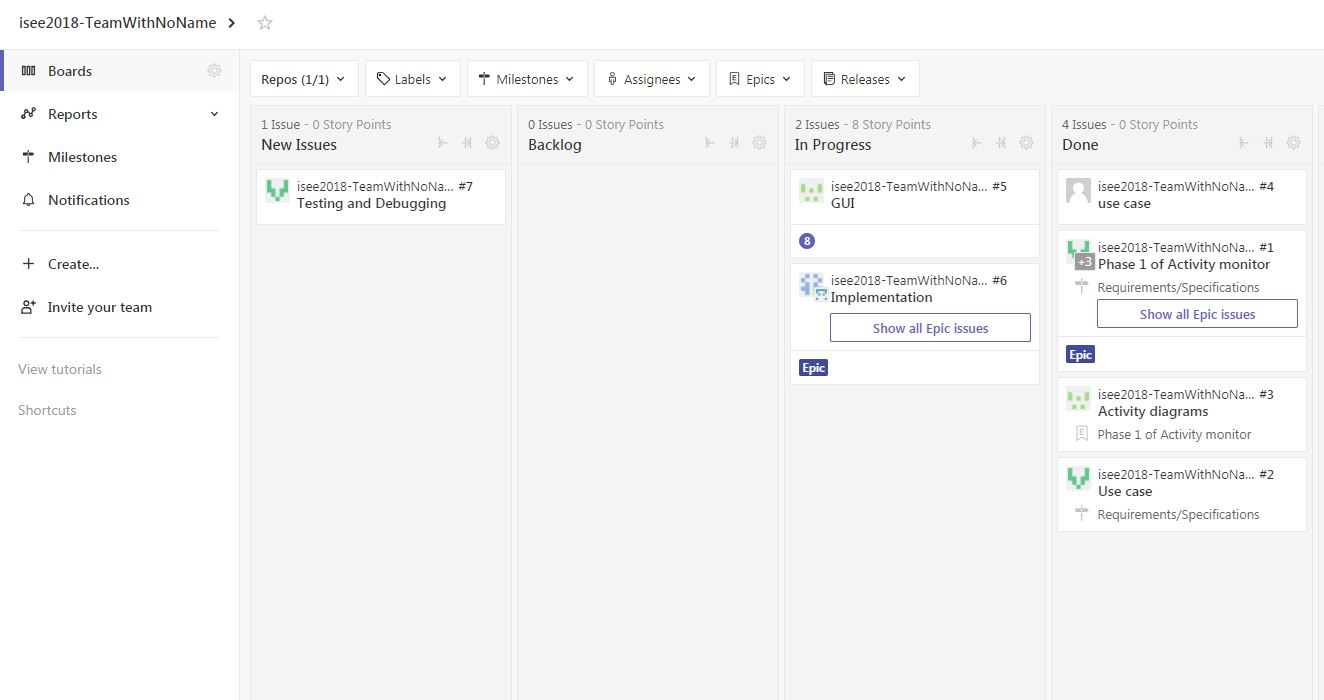 isee2018-TeamWithNoName
Boards
Reports
Milestones
Notifications
Create...
Invite your team
View tutorials
Shortcuts
Repos (1/1) Labels Milestones Assignees Epics Releases
1 Issue - 0 Story Points
New Issues
isee2018-TeamWithNoNa... #7
Testing and Debugging
0 Issues - 0 Story Points
Backlog
2 Issues - 8 Story Points
In Progress
isee2018-TeamWithNoNa... #5
GUI
8
isee2018-TeamWithNoNa... #6
Implementation
Show all Epic issues
Epic
4 Issues - 0 Story Points
Done
isee2018-TeamWithNoNa... #4
use case
isee2018-TeamWithNoNa... #1
+3 Phase 1 of Activity monitor
Requirements/Specifications
Show all Epic issues
Epic
isee2018-TeamWithNoNa... #3
Activity diagrams
E Phase 1 of Activity monitor
isee2018-TeamWithNoNa... #2
Use case
Requirements/Specifications